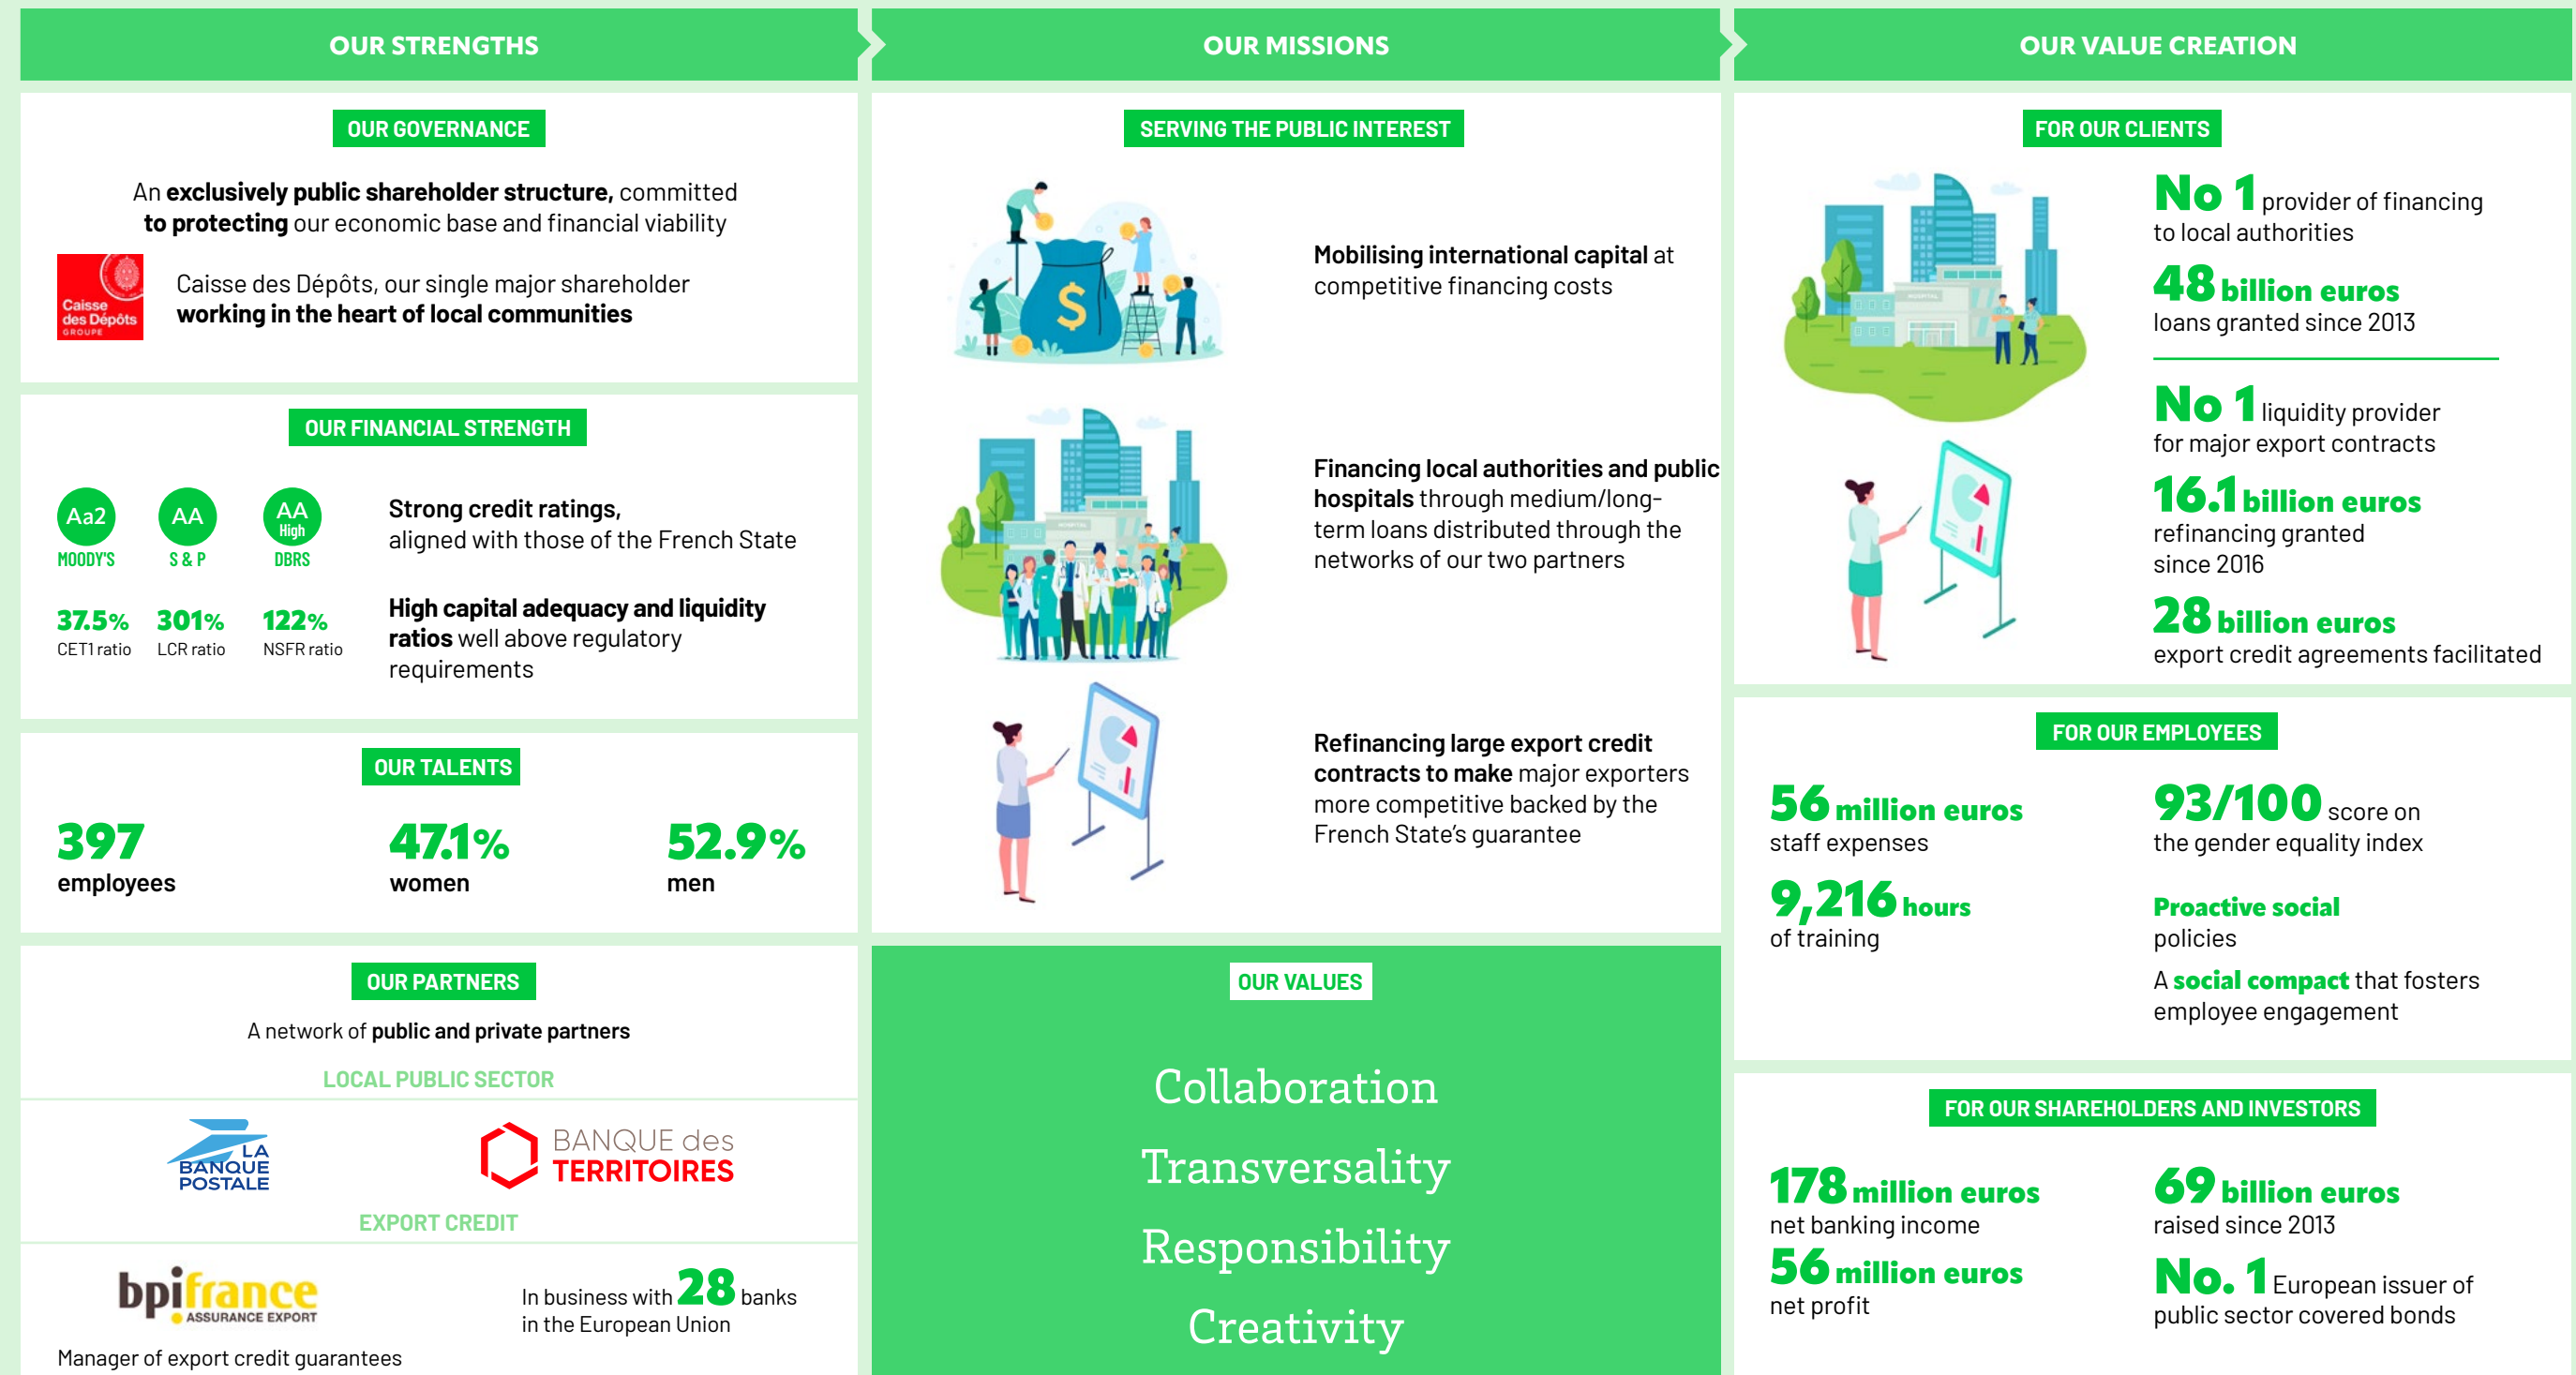 OUR STRENGTHS
OUR GOVERNANCE
An exclusively public shareholder structure, committed
to protecting our economic base and financial viability
Caisse
des Dépôts
GROUPE
Caisse des Dépôts, our single major shareholder
working in the heart of local communities
OUR FINANCIAL STRENGTH
Aa2
MOODY'S
AA
S & P
AA
High
DBRS
Strong credit ratings,
aligned with those of the French State
37.5%
CET1 ratio
301%
LCR ratio
122%
NSFR ratio
High capital adequacy and liquidity
ratios well above regulatory
requirements
OUR TALENTS
397
employees
47.1%
women
52.9%
men
OUR PARTNERS
A network of public and private partners
LOCAL PUBLIC SECTOR
LA
BANQUE
POSTALE
BANQUE des
TERRITOIRES
EXPORT CREDIT
bpifrance
ASSURANCE EXPORT
Manager of export credit guarantees
In business with 28 banks
in the European Union
OUR MISSIONS
SERVING THE PUBLIC INTEREST
$
Mobilising international capital at
competitive financing costs
HOSPITAL
Financing local authorities and public
hospitals through medium/long-
term loans distributed through the
networks of our two partners
Refinancing large export credit
contracts to make major exporters
more competitive backed by the
French State’s guarantee
OUR VALUES
Collaboration
Transversality
Responsibility
Creativity
OUR VALUE CREATION
FOR OUR CLIENTS
HOSPITAL
No 1 provider of financing
to local authorities
48 billion euros
loans granted since 2013
No 1 liquidity provider
for major export contracts
16.1 billion euros
refinancing granted
since 2016
28 billion euros
export credit agreements facilitated
FOR OUR EMPLOYEES
56 million euros
staff expenses
9,216 hours
of training
93/100 score on
the gender equality index
Proactive social
policies
A social compact that fosters
employee engagement
FOR OUR SHAREHOLDERS AND INVESTORS
178 million euros
net banking income
56 million euros
net profit
69 billion euros
raised since 2013
No. 1 European issuer of
public sector covered bonds